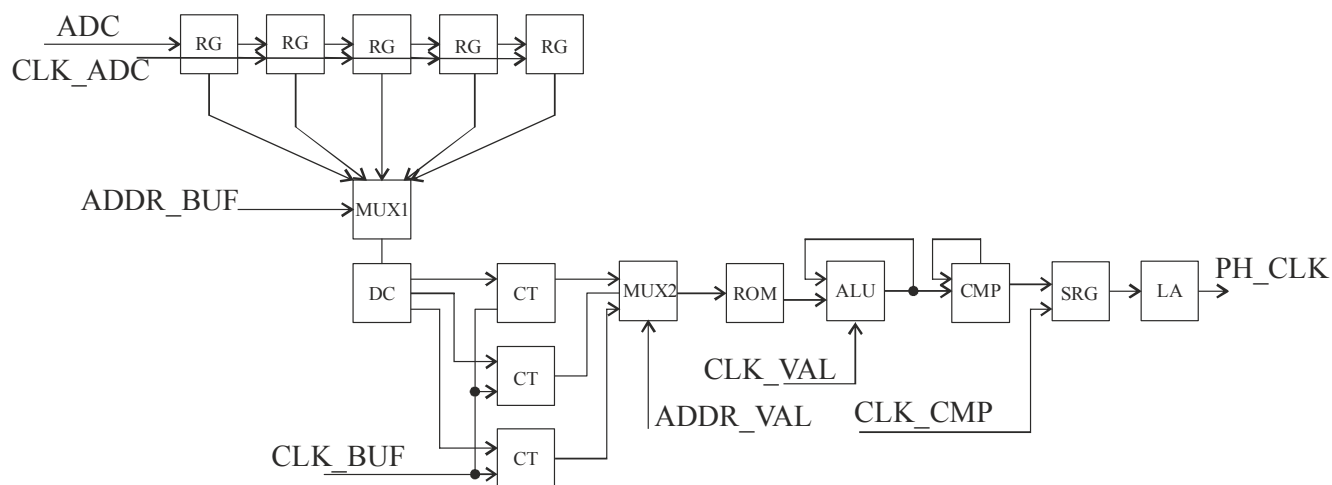 ADC
RG RG RG RG RG
CLK_ADC
ADDR_BUF
MUX1
PH_CLK
DC
CT
MUX2
ROM
ALU
CMP
SRG
LA
CT
CLK_VAL
ADDR_VAL
CLK_CMP
CLK_BUF
CT